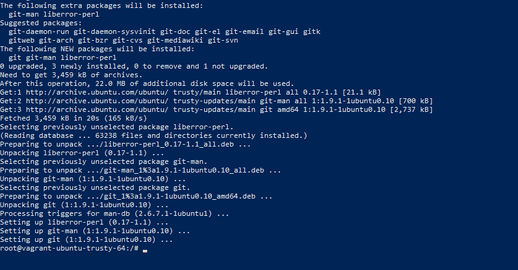 The following extra packages will be installed:
  git-man liberror-perl
Suggested packages:
  git-daemon-run git-daemon-sysvinit git-doc git-el git-email git-gui gitk
  gitweb git-arch git-bzr git-cvs git-mediawiki git-svn
The following NEW packages will be installed:
  git git-man liberror-perl
0 upgraded, 3 newly installed, 0 to remove and 1 not upgraded.
Need to get 3,459 kB of archives.
After this operation, 22.0 MB of additional disk space will be used.
Get:1 http://archive.ubuntu.com/ubuntu/ trusty/main liberror-perl all 0.17-1.1 [21.1 kB]
Get:2 http://archive.ubuntu.com/ubuntu/ trusty-updates/main git-man all 1:1.9.1-1ubuntu0.10 [700 kB]
Get:3 http://archive.ubuntu.com/ubuntu/ trusty-updates/main git amd64 1:1.9.1-1ubuntu0.10 [2,737 kB]
Fetched 3,459 kB in 20s (165 kB/s)
Selecting previously unselected package liberror-perl.
(Reading database ... 63238 files and directories currently installed.)
Preparing to unpack .../liberror-perl_0.17-1.1_all.deb ...
Unpacking liberror-perl (0.17-1.1) ...
Selecting previously unselected package git-man.
Preparing to unpack .../git-man_1%3a1.9.1-1ubuntu0.10_all.deb ...
Unpacking git-man (1:1.9.1-1ubuntu0.10) ...
Selecting previously unselected package git.
Preparing to unpack .../git_1%3a1.9.1-1ubuntu0.10_amd64.deb ...
Unpacking git (1:1.9.1-1ubuntu0.10) ...
Processing triggers for man-db (2.6.7.1-1ubuntu1) ...
Setting up liberror-perl (0.17-1.1) ...
Setting up git-man (1:1.9.1-1ubuntu0.10) ...
Setting up git (1:1.9.1-1ubuntu0.10) ...
root@vagrant-ubuntu-trusty-64:/#